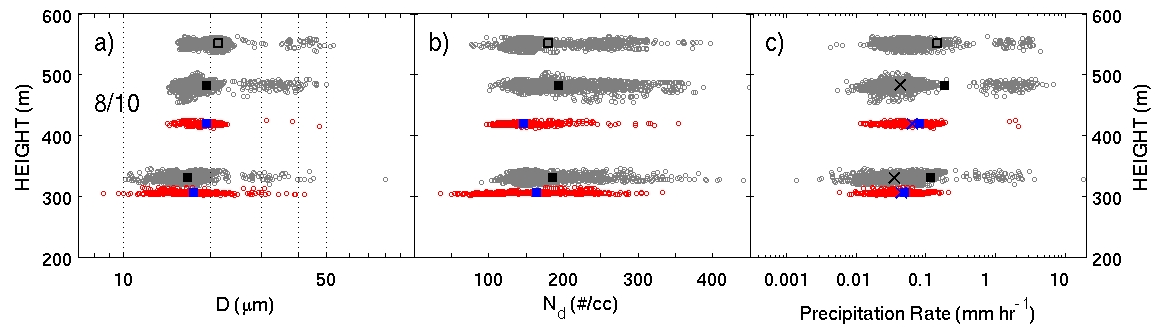 a)
b)
c)
8/10
600
500
400
300
200
HEIGHT (m)
10
50
D (μm)
100
200
300
400
N_d (#/cc)
0.001
0.01
0.1
1
10
Precipitation Rate (mm hr⁻¹)
600
500
400
300
200
HEIGHT (m)